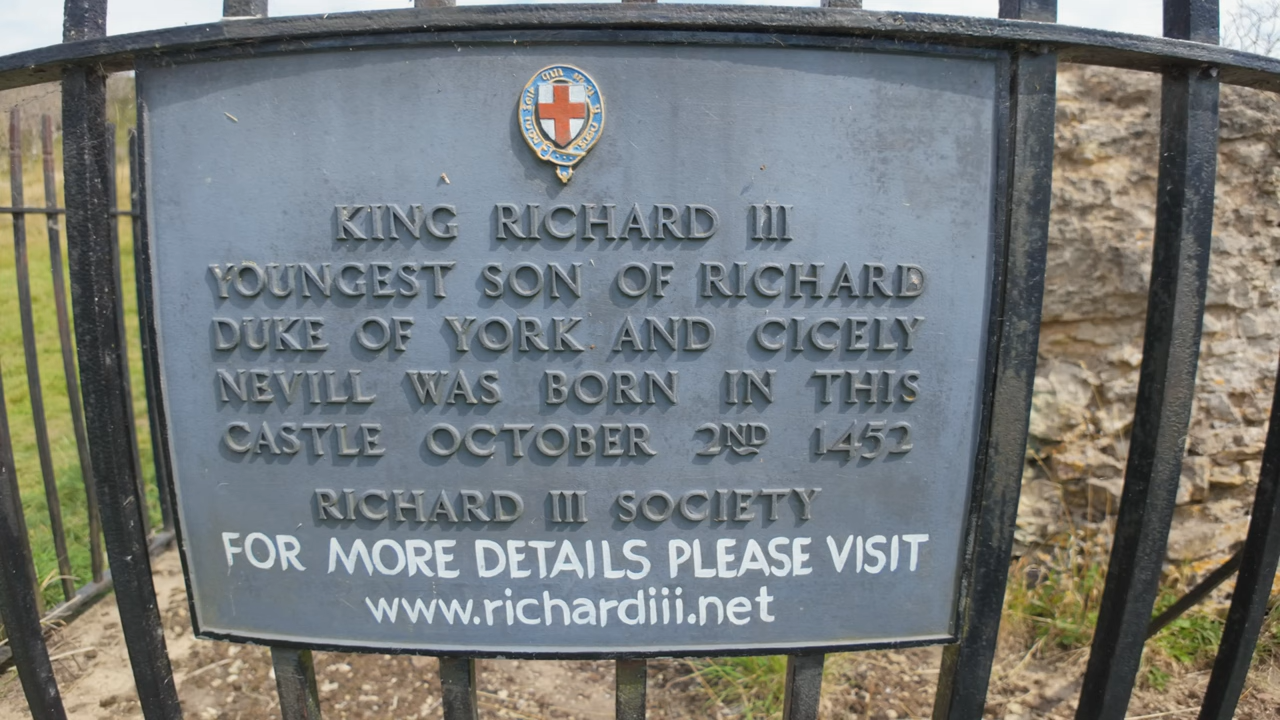 KING RICHARD III
YOUNGEST SON OF RICHARD
DUKE OF YORK AND CICELY
NEVILL WAS BORN IN THIS
CASTLE OCTOBER 2ND 1452
RICHARD III SOCIETY
FOR MORE DETAILS PLEASE VISIT
www.richardiii.net